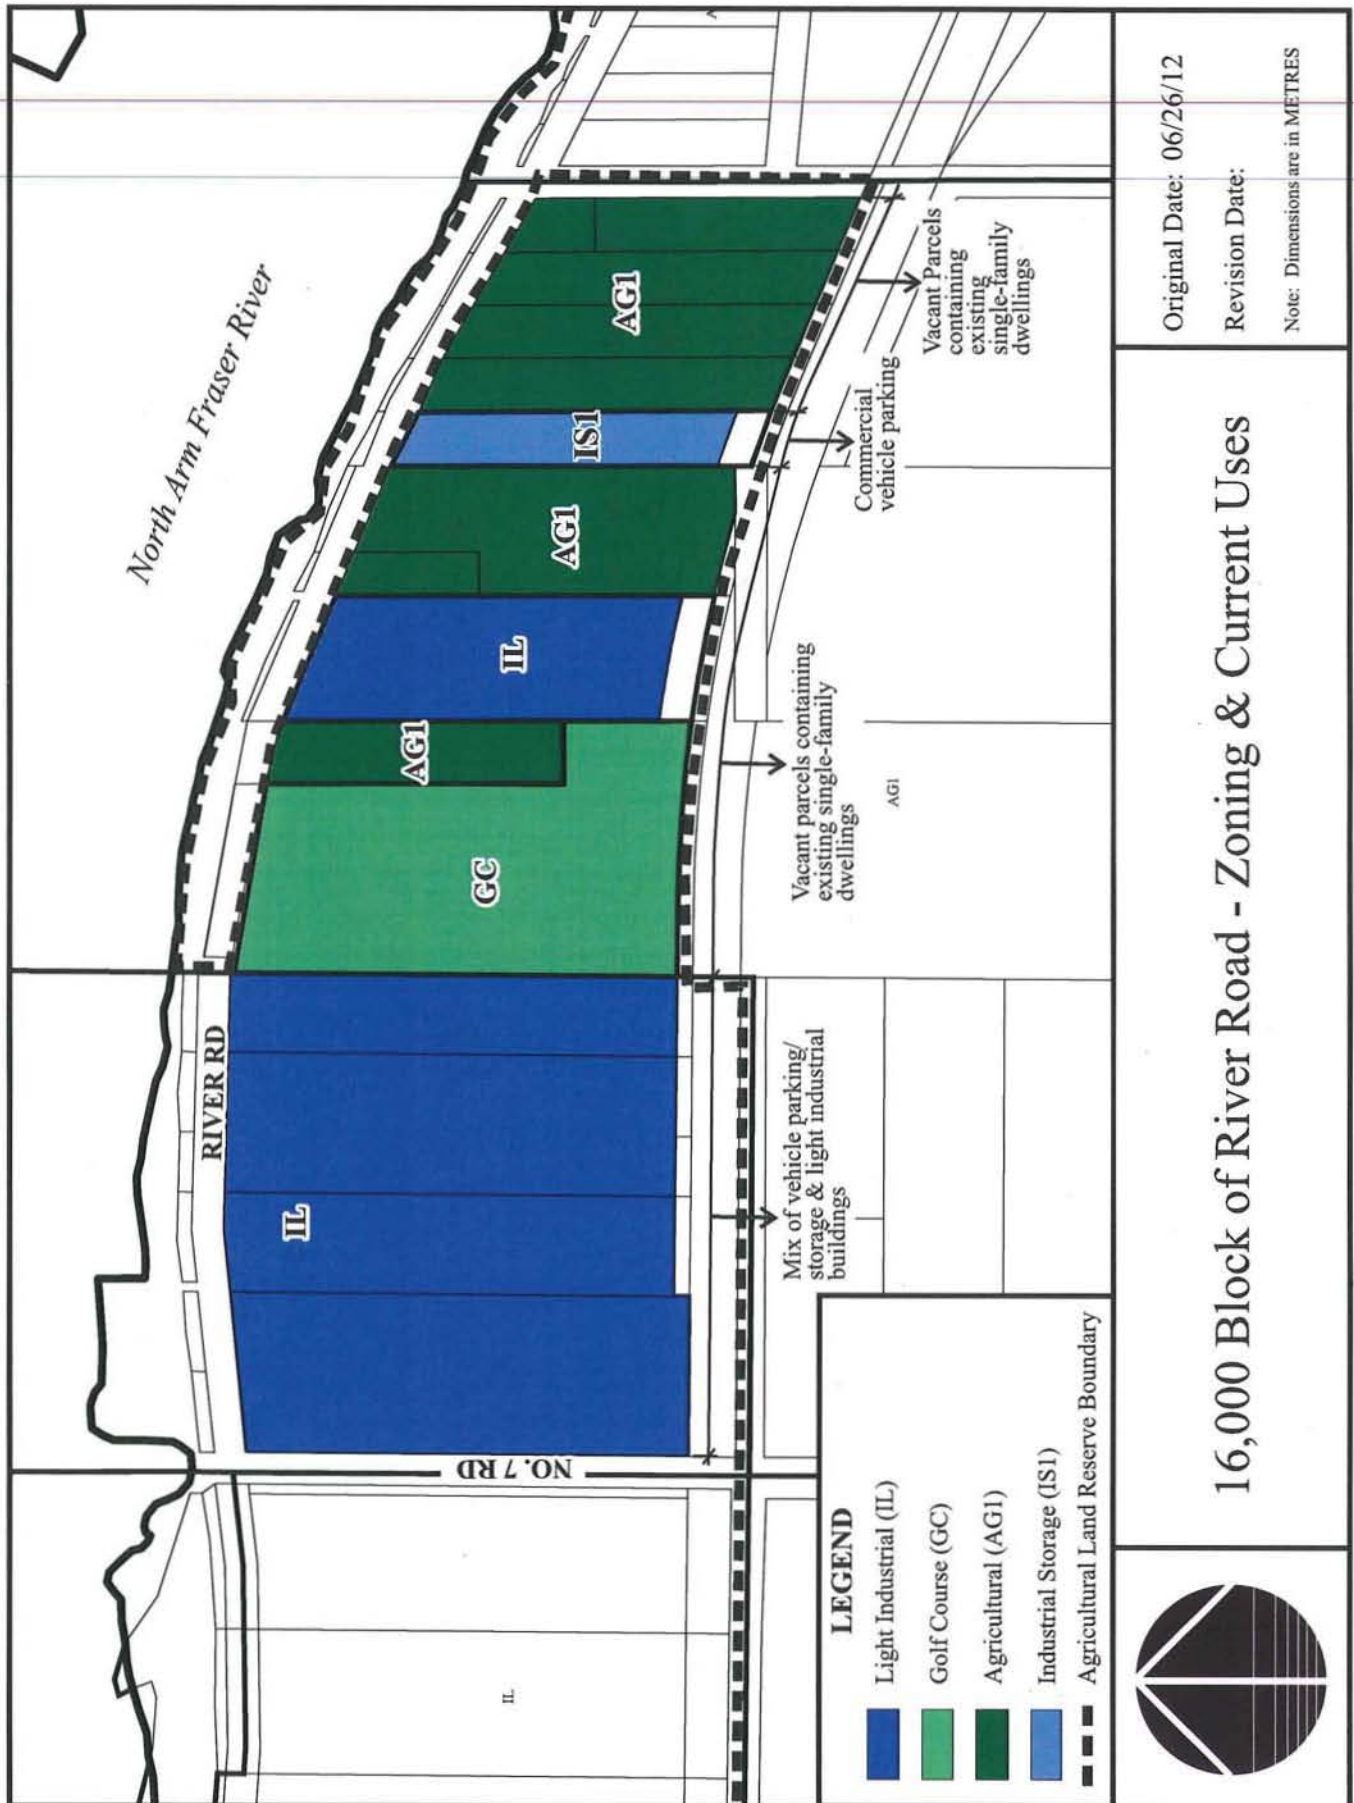 North Arm Fraser River
RIVER RD
NO. 7 RD
IL
IL
GC
AG1
IL
AG1
IS1
AG1
AG1
Mix of vehicle parking/
storage & light industrial
buildings
Vacant parcels containing
existing single-family
dwellings
Commercial
vehicle parking
Vacant Parcels
containing
existing
single-family
dwellings
LEGEND
Light Industrial (IL)
Golf Course (GC)
Agricultural (AG1)
Industrial Storage (IS1)
Agricultural Land Reserve Boundary
16,000 Block of River Road - Zoning & Current Uses
Original Date: 06/26/12
Revision Date:
Note: Dimensions are in METRES